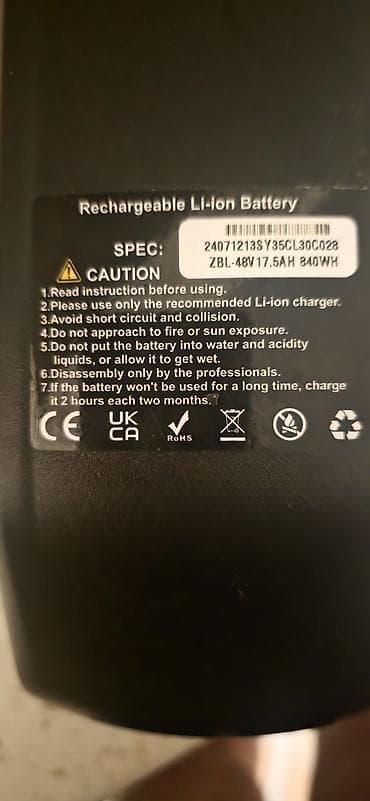 Rechargeable Li-ion Battery
SPEC:
24071213SY35CL30C028
ZBL-48V17.5AH 840WH
CAUTION
1.Read instruction before using.
2.Please use only the recommended Li-ion charger.
3.Avoid short circuit and collision.
4.Do not approach to fire or sun exposure.
5.Do not put the battery into water and acidity
liquids, or allow it to get wet.
6.Disassembly only by the professionals.
7.If the battery won't be used for a long time, charge
it 2 hours each two months.
CE
UK
CA
RoHS